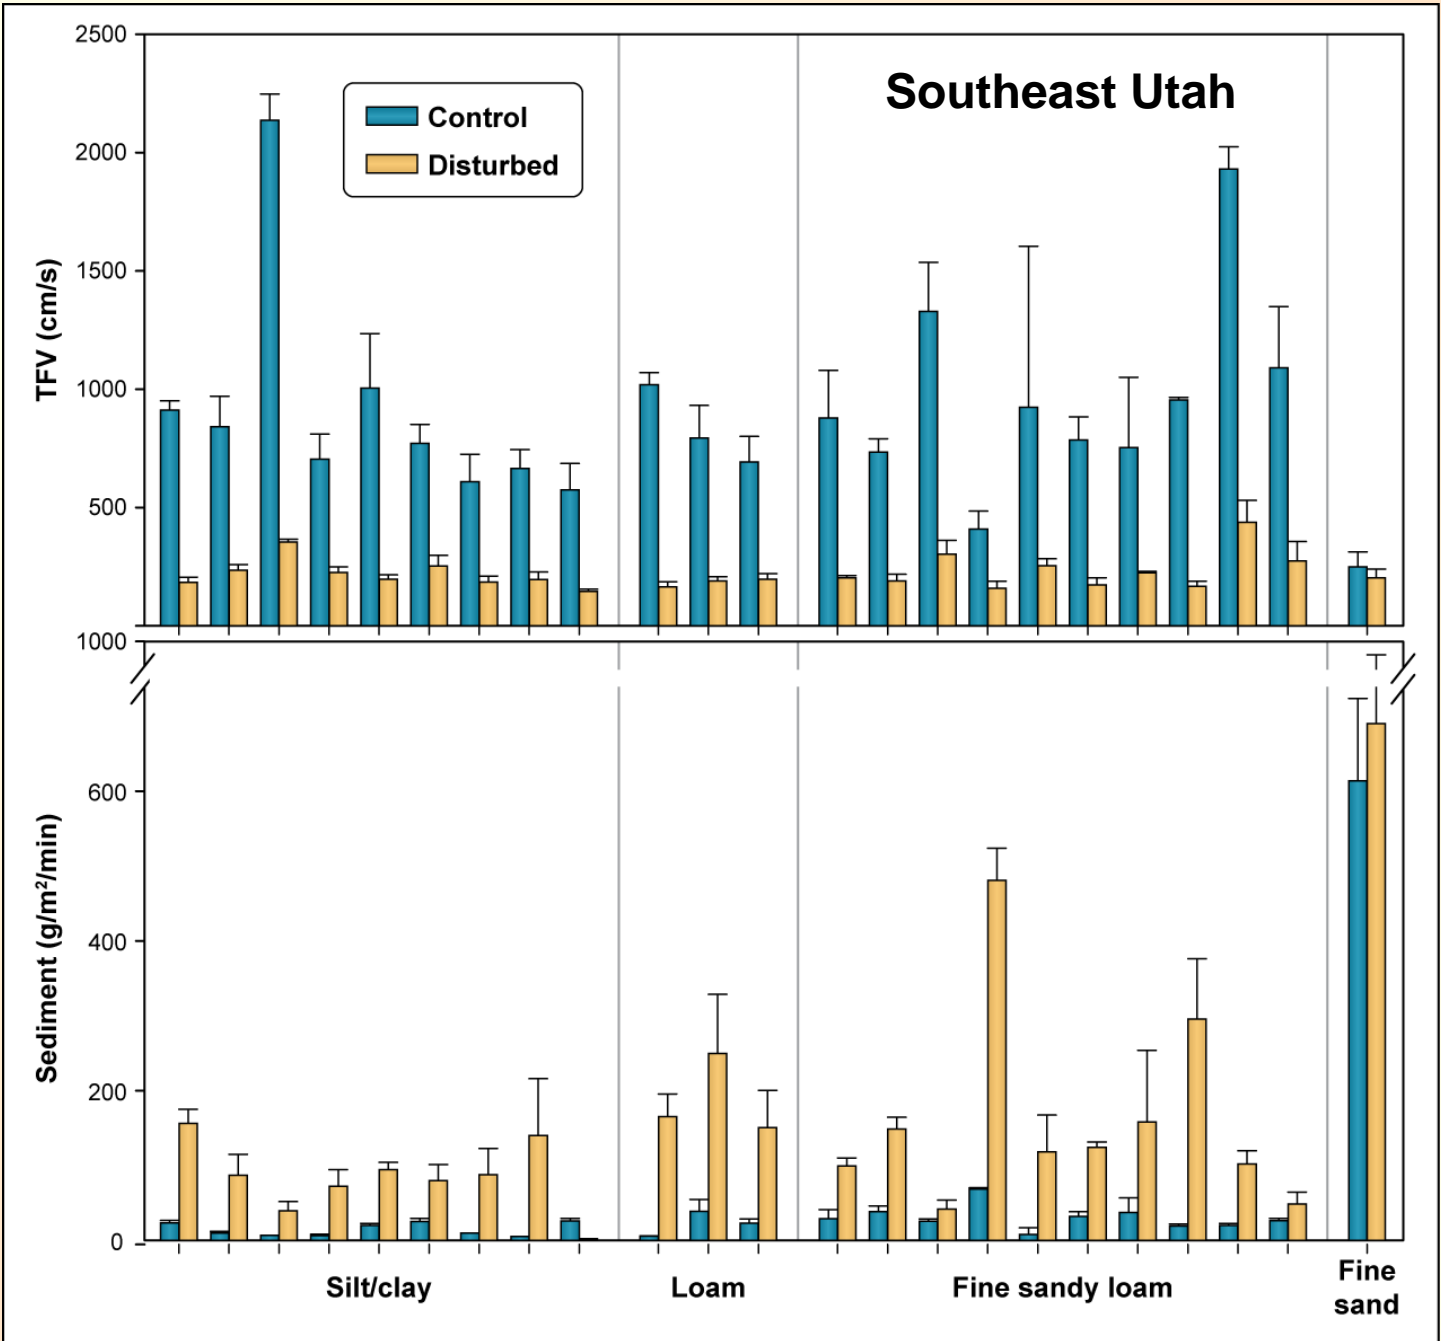 Southeast Utah
Control
Disturbed
TFV (cm/s)
2500
2000
1500
1000
500
Sediment (g/m²/min)
1000
600
400
200
0
Silt/clay
Loam
Fine sandy loam
Fine
sand